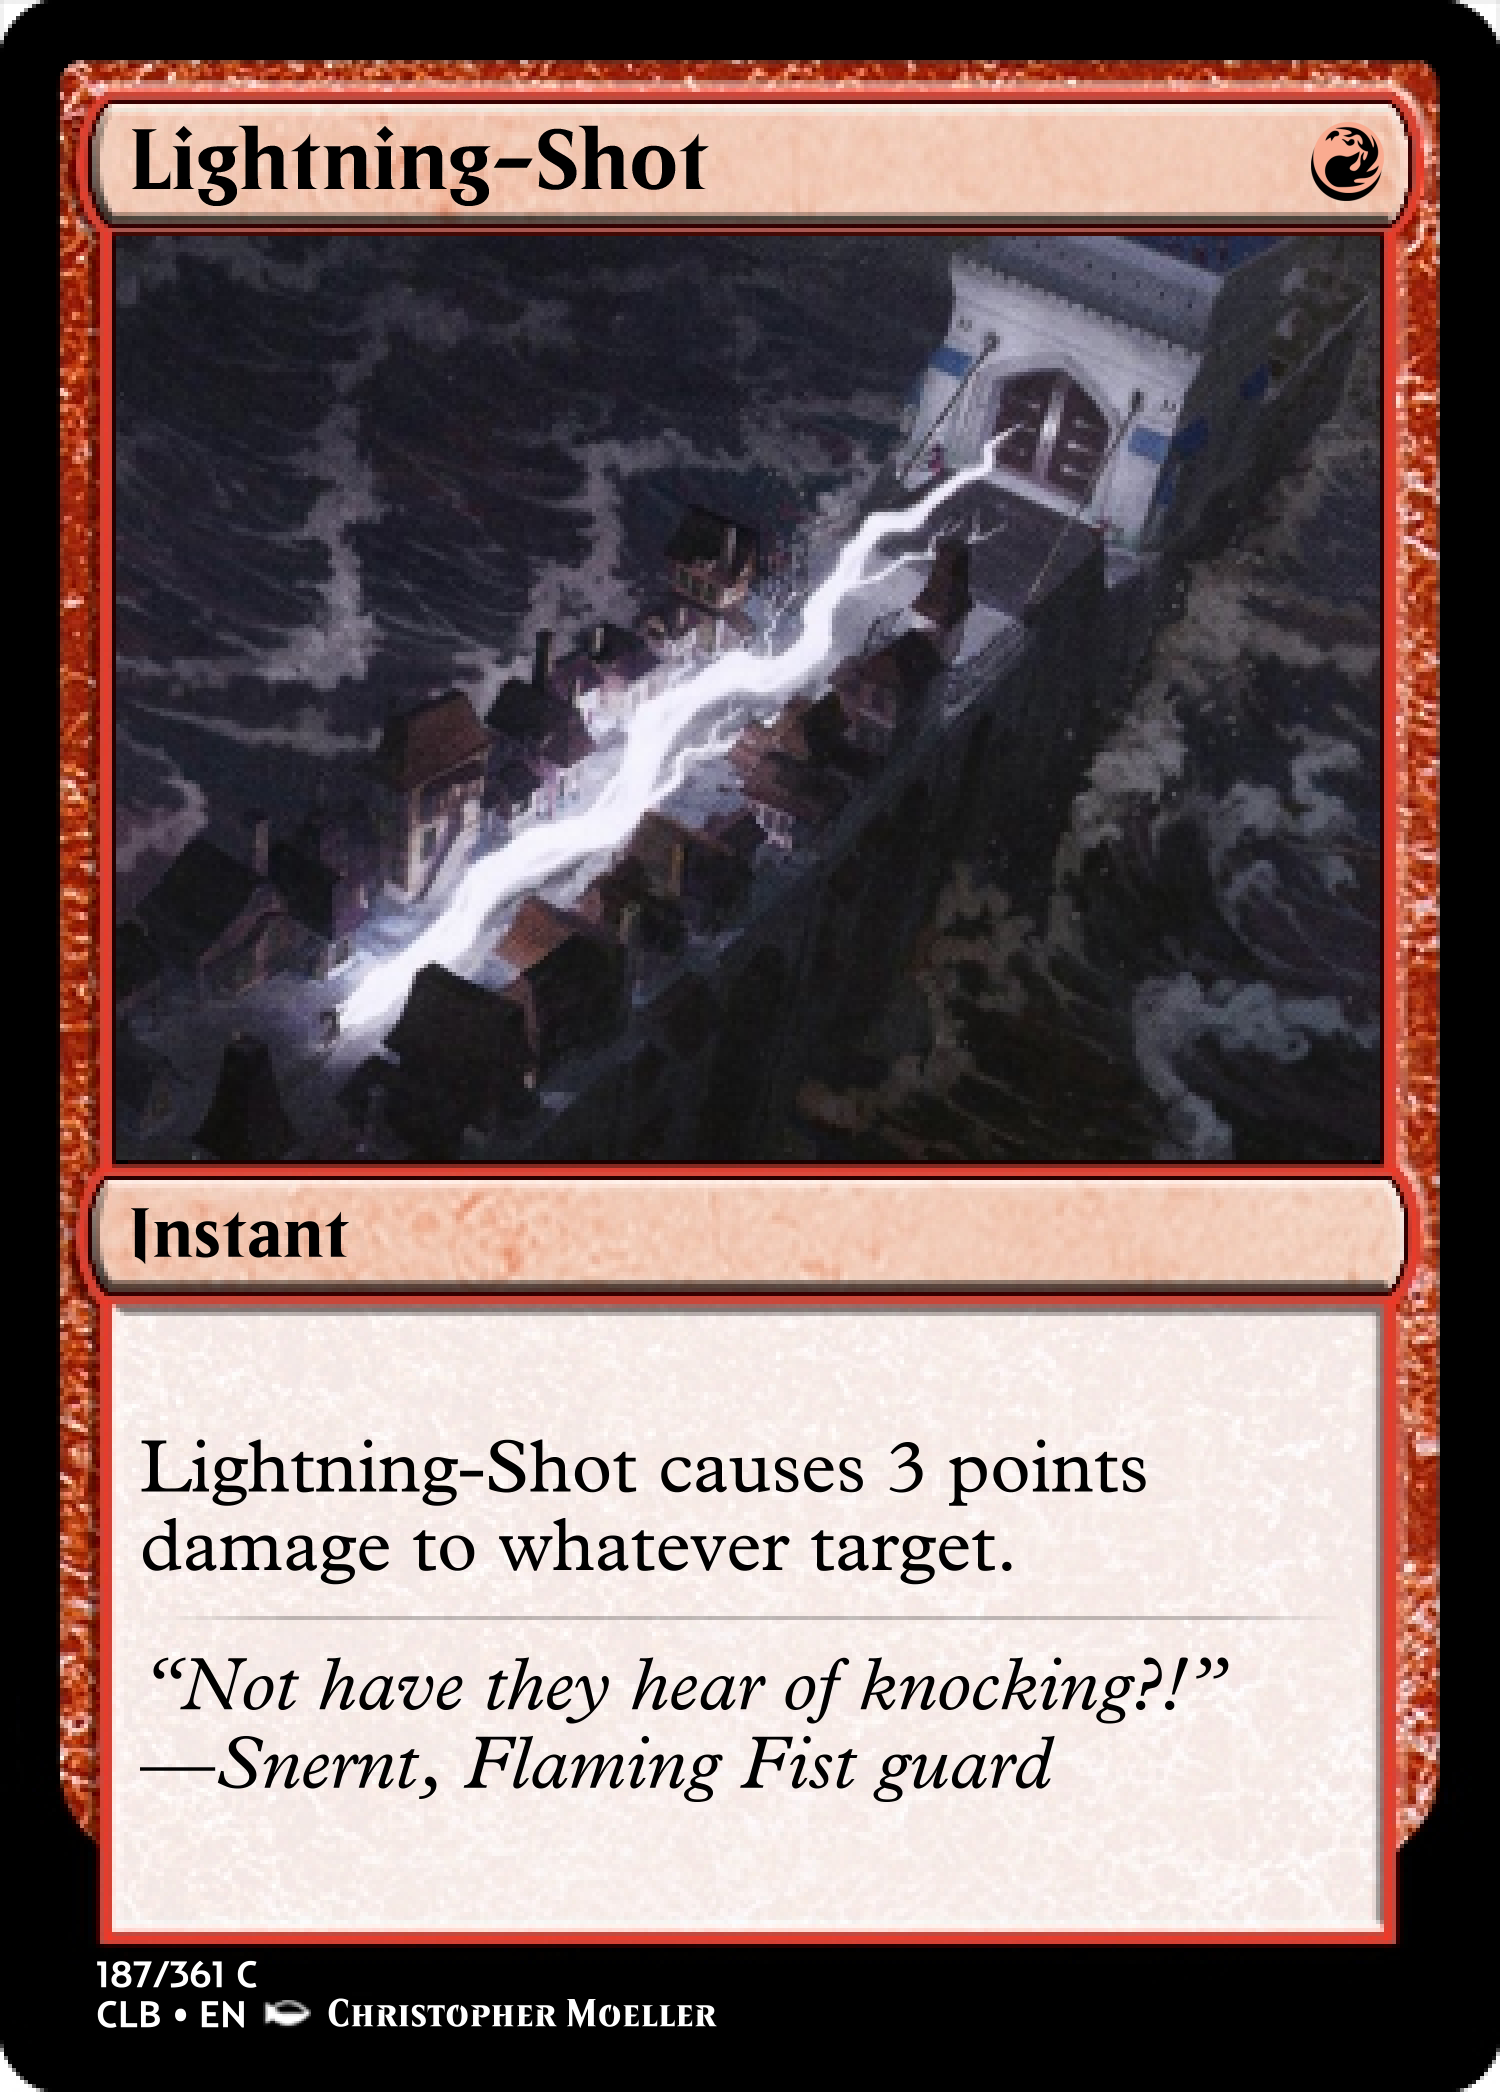 Lightning-Shot
Instant
Lightning-Shot causes 3 points
damage to whatever target.
“Not have they hear of knocking?!”
—Snernt, Flaming Fist guard
187/361 C
CLB • EN Christopher Moeller